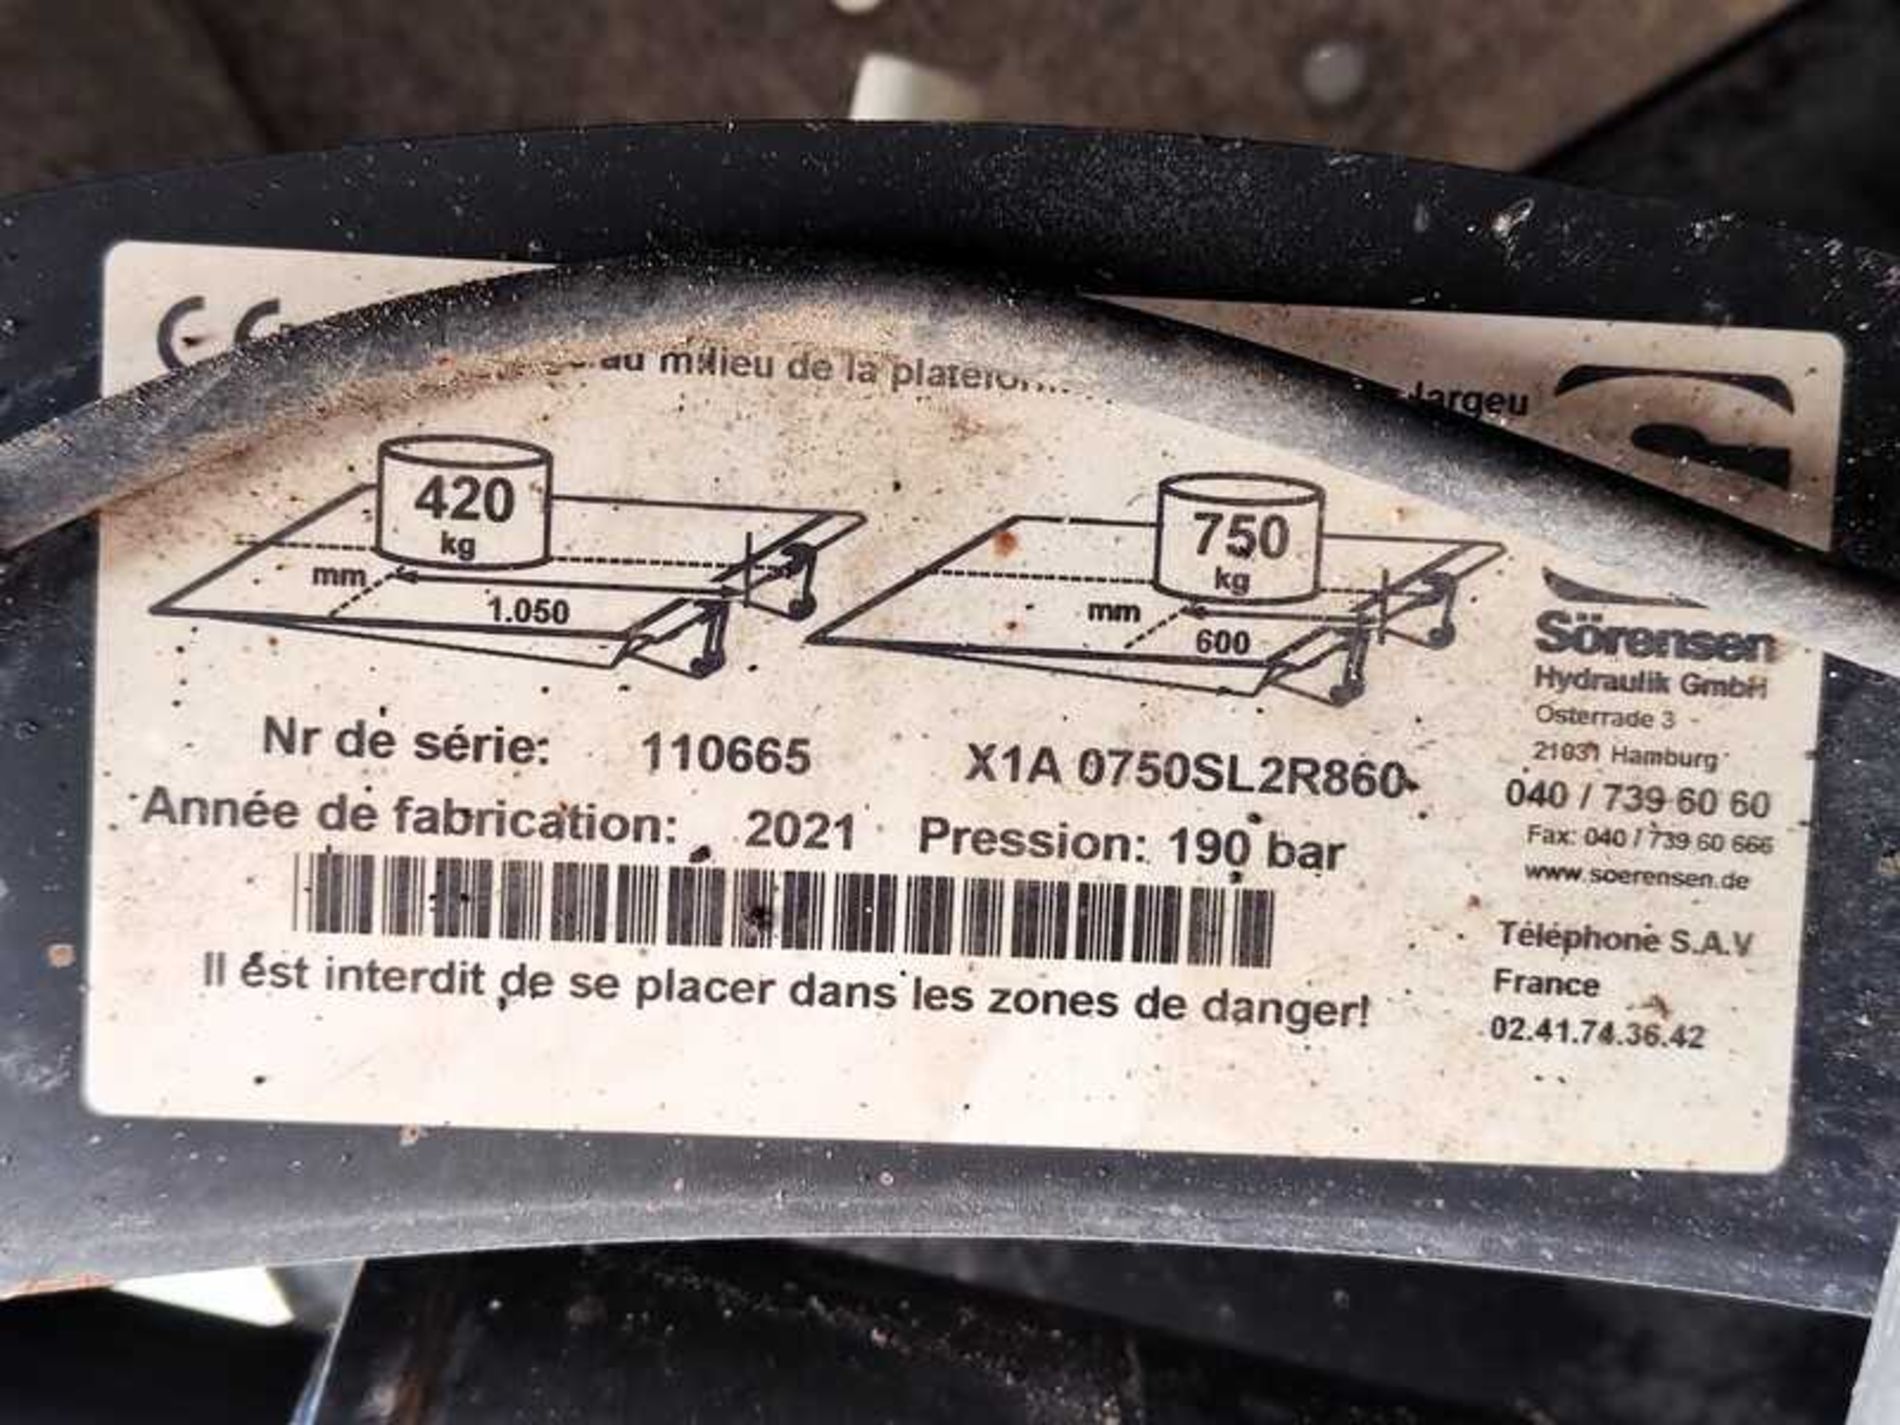 CE
au milieu de la plateform
largeu
R
420
kg
mm
1.050
750
kg
mm
600
Sörensen
Hydraulik GmbH
Osterrade 3
21031 Hamburg
040 / 739 60 60
Fax: 040 / 739 60 666
www.soerensen.de
Nr de série: 110665 X1A 0750SL2R860
Année de fabrication: 2021 Pression: 190 bar
Il est interdit de se placer dans les zones de danger!
Téléphone S.A.V
France
02.41.74.36.42